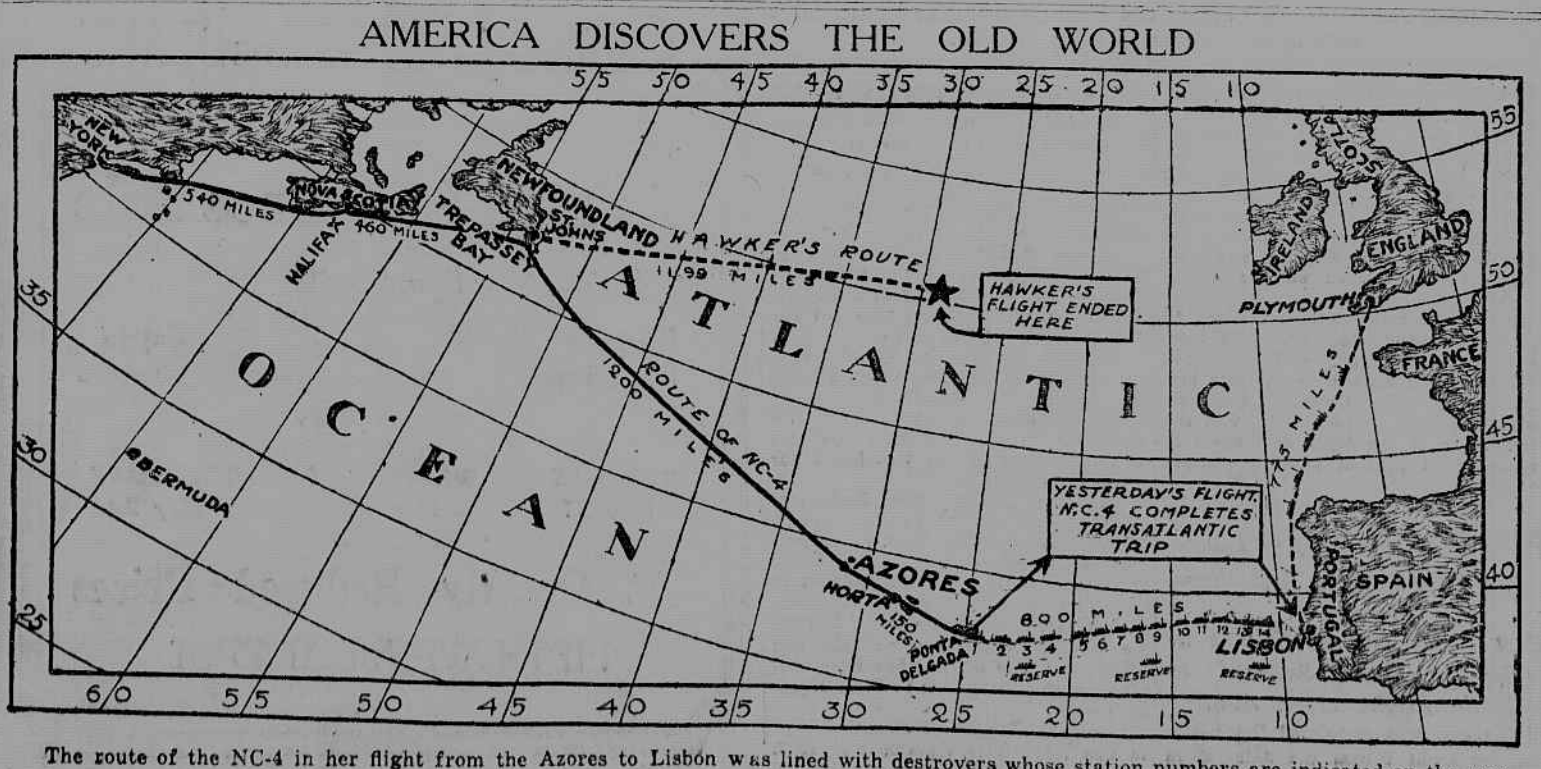 AMERICA DISCOVERS THE OLD WORLD
55 50 45 40 35 30 25 20 15 10
55
NEW
YORK
SCOTL
NOVA SCOTIA
540 MILES
460 MILES
HALIFAX
TREPASSEY
BAY
NEWFOUNDLAND
ST.
JOHNS
HAWKER'S ROUTE
1199 MILES
HAWKER'S
FLIGHT ENDED
HERE
IRELAND
ENGLAND
50
PLYMOUTH
FRANCE
35
ATLANTIC
OCEAN
ROUTE OF NC-4
1200 MILES
775 MILES
45
30
BERMUDA
YESTERDAY'S FLIGHT.
N.C.4 COMPLETES
TRANSATLANTIC
TRIP
AZORES
HORTA
150
MILES
PONTA
DELGADA
800 MILES
1 2 3 4 5 6 7 8 9 10 11 12 13 14
RESERVE RESERVE RESERVE
LISBON
PORTUGAL
SPAIN
40
25
60 55 50 45 40 35 30 25 20 15 10
The route of the NC-4 in her flight from the Azores to Lisbon was lined with destroyers whose station numbers are indicated